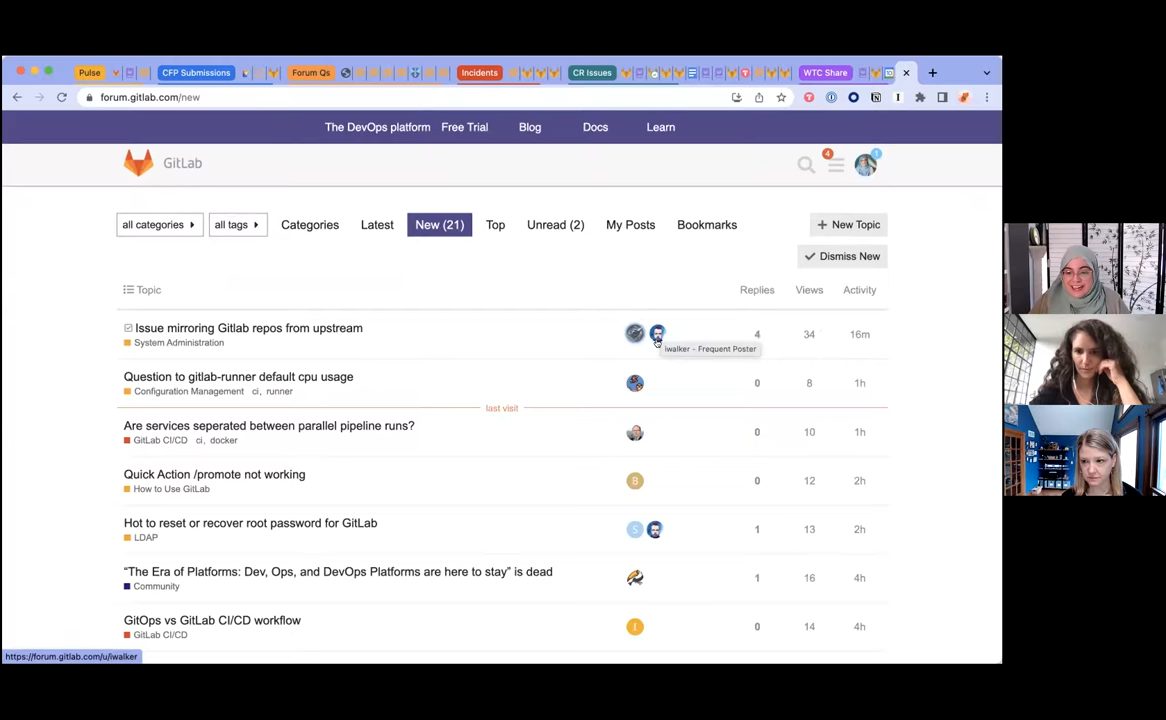 Pulse CFP Submissions Forum Qs Incidents CR Issues WTC Share
forum.gitlab.com/new
The DevOps platform Free Trial Blog Docs Learn
GitLab 4 1
all categories all tags Categories Latest New (21) Top Unread (2) My Posts Bookmarks + New Topic
Dismiss New
Topic Replies Views Activity
Issue mirroring Gitlab repos from upstream 4 34 16m
System Administration iwalker - Frequent Poster
Question to gitlab-runner default cpu usage 0 8 1h
Configuration Management ci, runner
last visit
Are services seperated between parallel pipeline runs? 0 10 1h
GitLab CI/CD ci, docker
Quick Action /promote not working B 0 12 2h
How to Use GitLab
Hot to reset or recover root password for GitLab S 1 13 2h
LDAP
“The Era of Platforms: Dev, Ops, and DevOps Platforms are here to stay” is dead 1 16 4h
Community
GitOps vs GitLab CI/CD workflow I 0 14 4h
GitLab CI/CD
https://forum.gitlab.com/u/iwalker